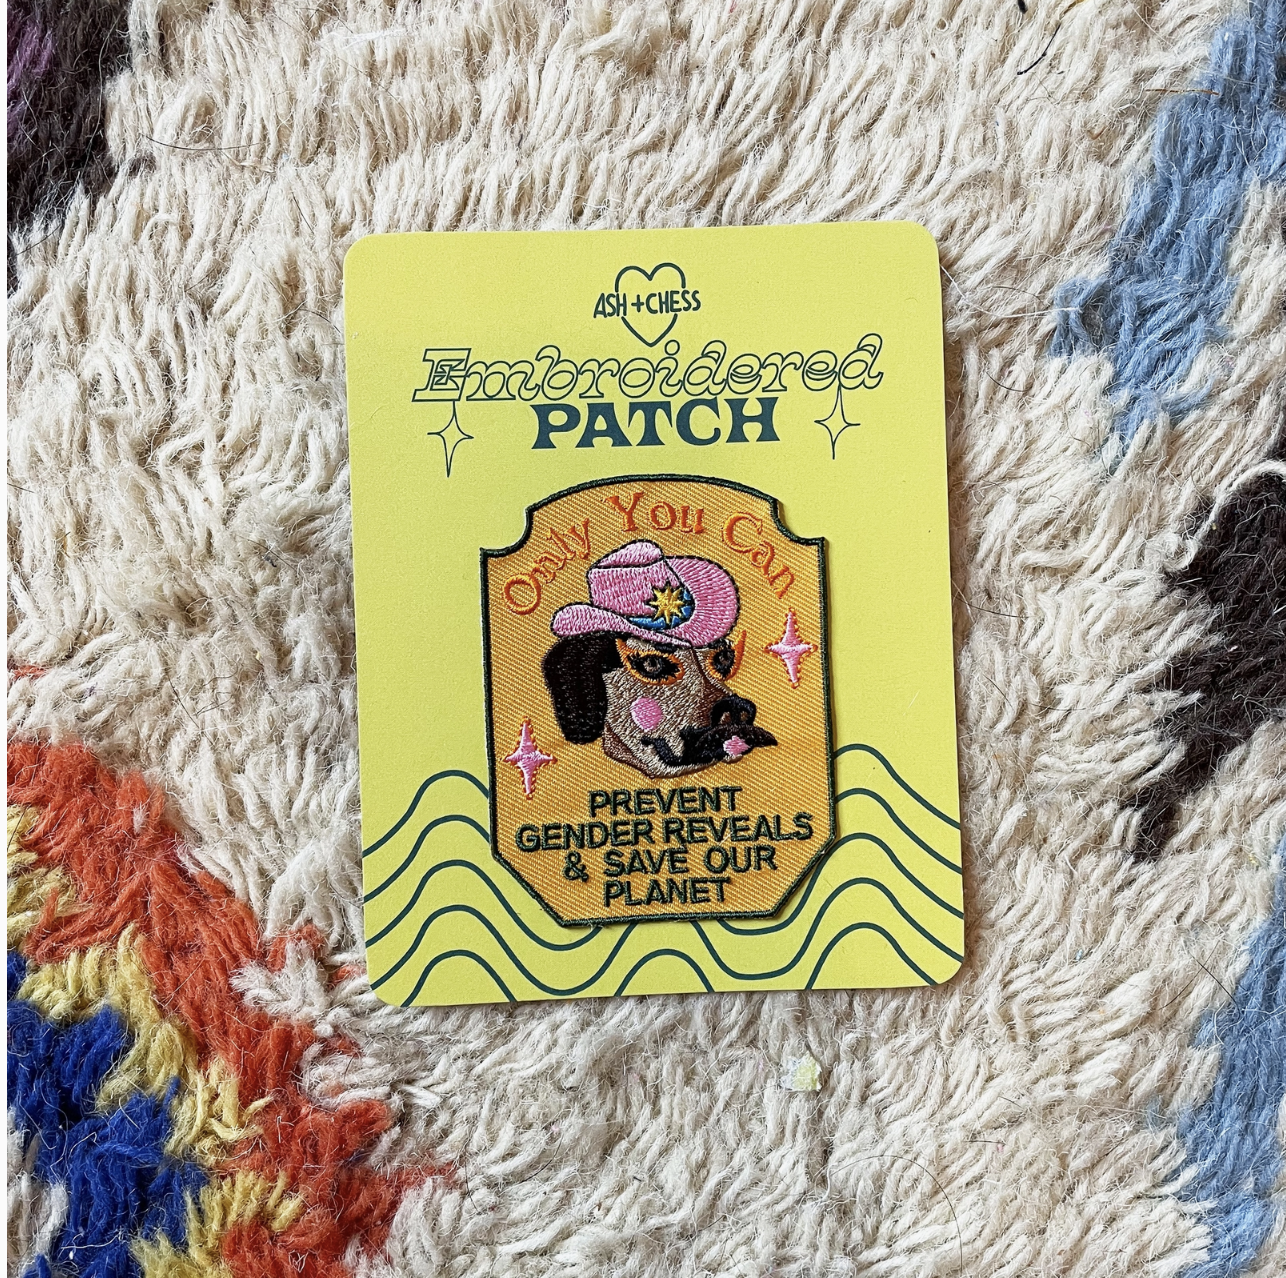 ASH + CHESS
Embroidered
PATCH
Only You Can
PREVENT
GENDER REVEALS
& SAVE OUR
PLANET